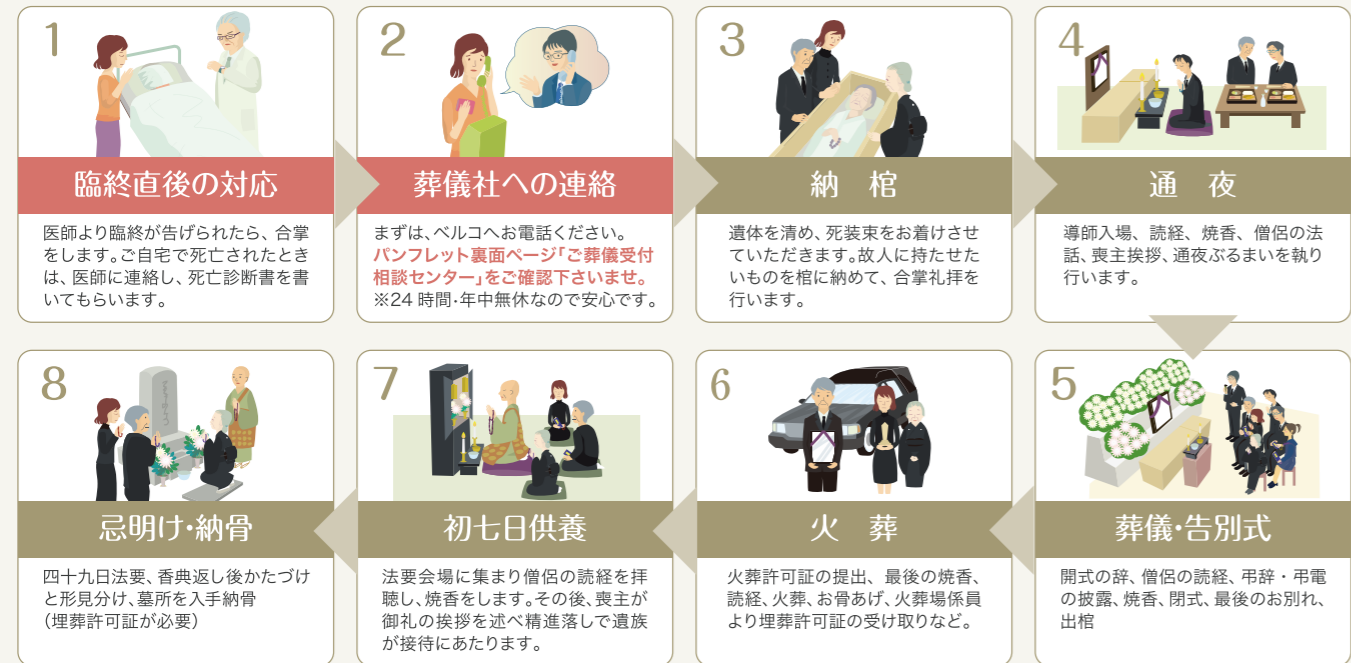 1
臨終直後の対応
医師より臨終が告げられたら、合掌
をします。ご自宅で死亡されたとき
は、医師に連絡し、死亡診断書を書
いてもらいます。
2
葬儀社への連絡
まずは、ベルコへお電話ください。
パンフレット裏面ページ「ご葬儀受付
相談センター」をご確認下さいませ。
※24 時間・年中無休なので安心です。
3
納 棺
遺体を清め、死装束をお着けさせ
ていただきます。故人に持たせた
いものを棺に納めて、合掌礼拝を
行います。
4
通 夜
導師入場、読経、焼香、僧侶の法
話、喪主挨拶、通夜ぶるまいを執り
行います。
5
葬儀・告別式
開式の辞、僧侶の読経、弔辞・弔電
の披露、焼香、閉式、最後のお別れ、
出棺
6
火 葬
火葬許可証の提出、最後の焼香、
読経、火葬、お骨あげ、火葬場係員
より埋葬許可証の受け取りなど。
7
初七日供養
法要会場に集まり僧侶の読経を拝
聴し、焼香をします。その後、喪主が
御礼の挨拶を述べ精進落しで遺族
が接待にあたります。
8
忌明け・納骨
四十九日法要、香典返し後かたづけ
と形見分け、墓所を入手納骨
（埋葬許可証が必要）